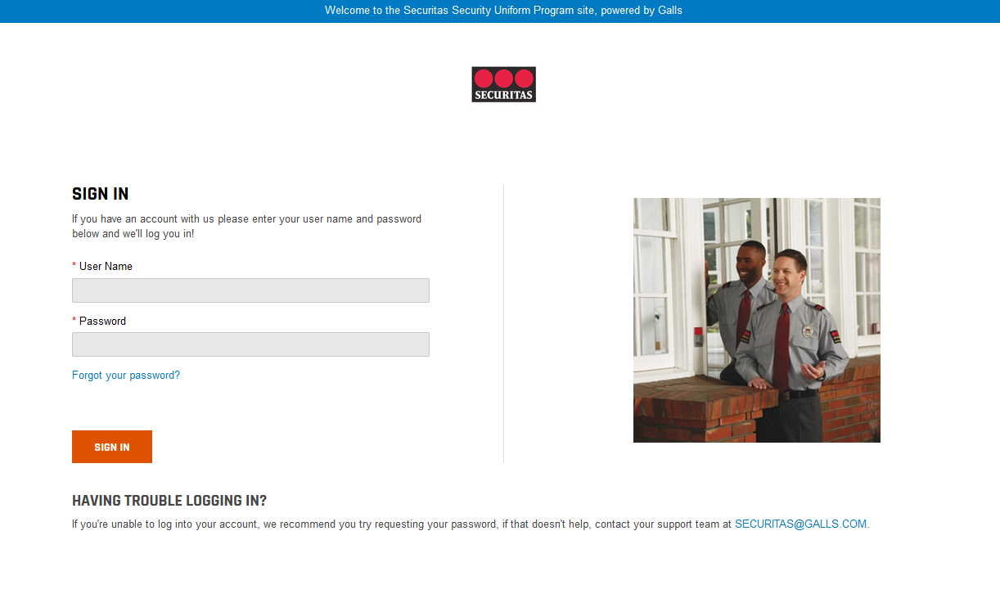 Welcome to the Securitas Security Uniform Program site, powered by Galls
SECURITAS
SIGN IN
If you have an account with us please enter your user name and password
below and we'll log you in!
* User Name
* Password
Forgot your password?
SIGN IN
HAVING TROUBLE LOGGING IN?
If you're unable to log into your account, we recommend you try requesting your password, if that doesn't help, contact your support team at SECURITAS@GALLS.COM.